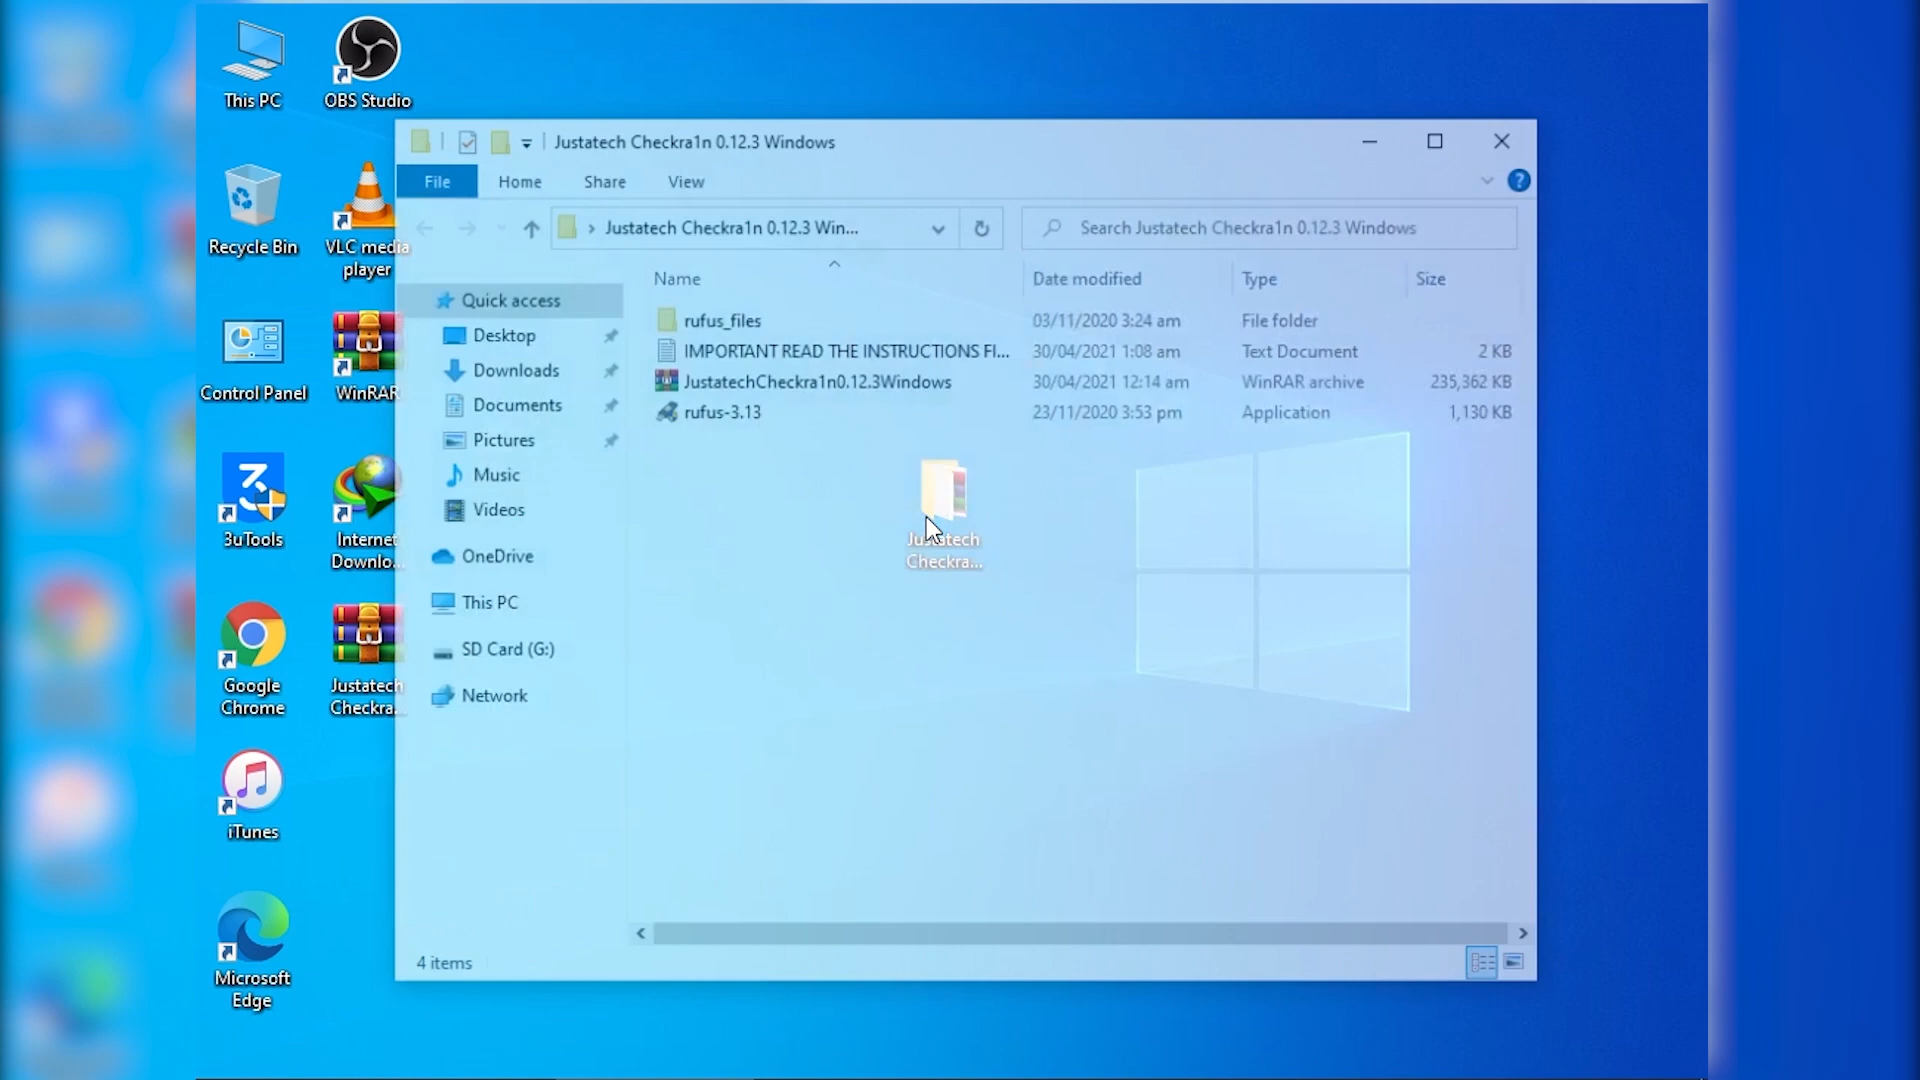 This PC
OBS Studio
Recycle Bin
VLC media
player
Control Panel
WinRAR
3uTools
Internet
Downlo...
Google
Chrome
Justatech
Checkra...
iTunes
Microsoft
Edge
Justatech Checkra1n 0.12.3 Windows
File Home Share View
Justatech Checkra1n 0.12.3 Win...
Search Justatech Checkra1n 0.12.3 Windows
Quick access
Desktop
Downloads
Documents
Pictures
Music
Videos
OneDrive
This PC
SD Card (G:)
Network
Name Date modified Type Size
rufus_files 03/11/2020 3:24 am File folder
IMPORTANT READ THE INSTRUCTIONS FI... 30/04/2021 1:08 am Text Document 2 KB
JustatechCheckra1n0.12.3Windows 30/04/2021 12:14 am WinRAR archive 235,362 KB
rufus-3.13 23/11/2020 3:53 pm Application 1,130 KB
Justatech
Checkra...
4 items